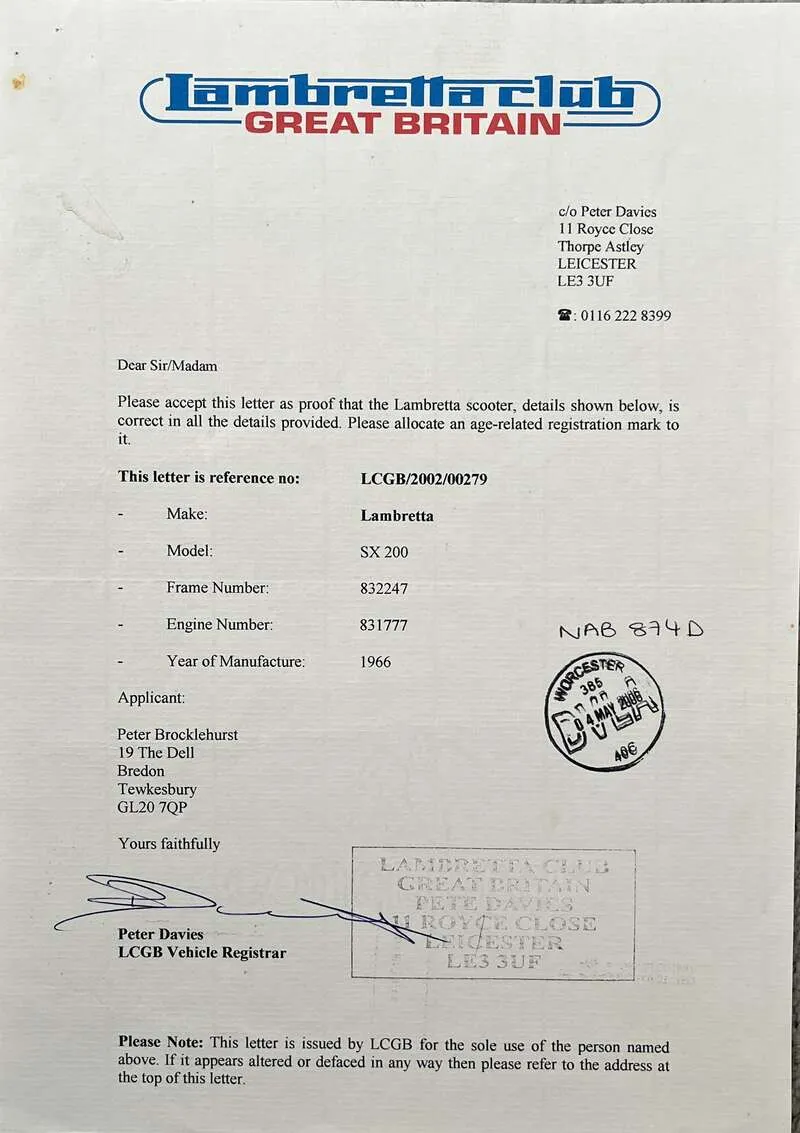 Lambretta club
GREAT BRITAIN
c/o Peter Davies
11 Royce Close
Thorpe Astley
LEICESTER
LE3 3UF
☎: 0116 222 8399
Dear Sir/Madam
Please accept this letter as proof that the Lambretta scooter, details shown below, is
correct in all the details provided. Please allocate an age-related registration mark to
it.
This letter is reference no: LCGB/2002/00279
- Make: Lambretta
- Model: SX 200
- Frame Number: 832247
- Engine Number: 831777
- Year of Manufacture: 1966
NAB 874D
WORCESTER
385
DVLA
04 MAY 2006
406
Applicant:
Peter Brocklehurst
19 The Dell
Bredon
Tewkesbury
GL20 7QP
Yours faithfully
Peter Davies
LCGB Vehicle Registrar
LAMBRETTA CLUB
GREAT BRITAIN
PETE DAVIES
11 ROYCE CLOSE
LEICESTER
LE3 3UF
Please Note: This letter is issued by LCGB for the sole use of the person named
above. If it appears altered or defaced in any way then please refer to the address at
the top of this letter.